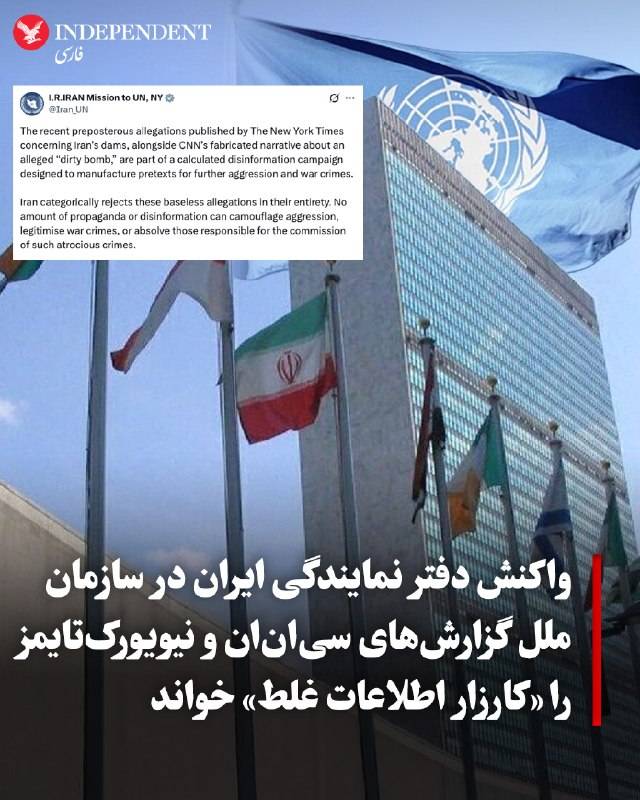 INDEPENDENT
فارسی
I.R.IRAN Mission to UN, NY
@Iran_UN
The recent preposterous allegations published by The New York Times
concerning Iran's dams, alongside CNN's fabricated narrative about an
alleged "dirty bomb," are part of a calculated disinformation campaign
designed to manufacture pretexts for further aggression and war crimes.
Iran categorically rejects these baseless allegations in their entirety. No
amount of propaganda or disinformation can camouflage aggression,
legitimise war crimes, or absolve those responsible for the commission
of such atrocious crimes.
واکنش دفتر نمایندگی ایران در سازمان
ملل گزارش‌های سی‌ان‌ان و نیویورک‌تایمز
را «کارزار اطلاعات غلط» خواند